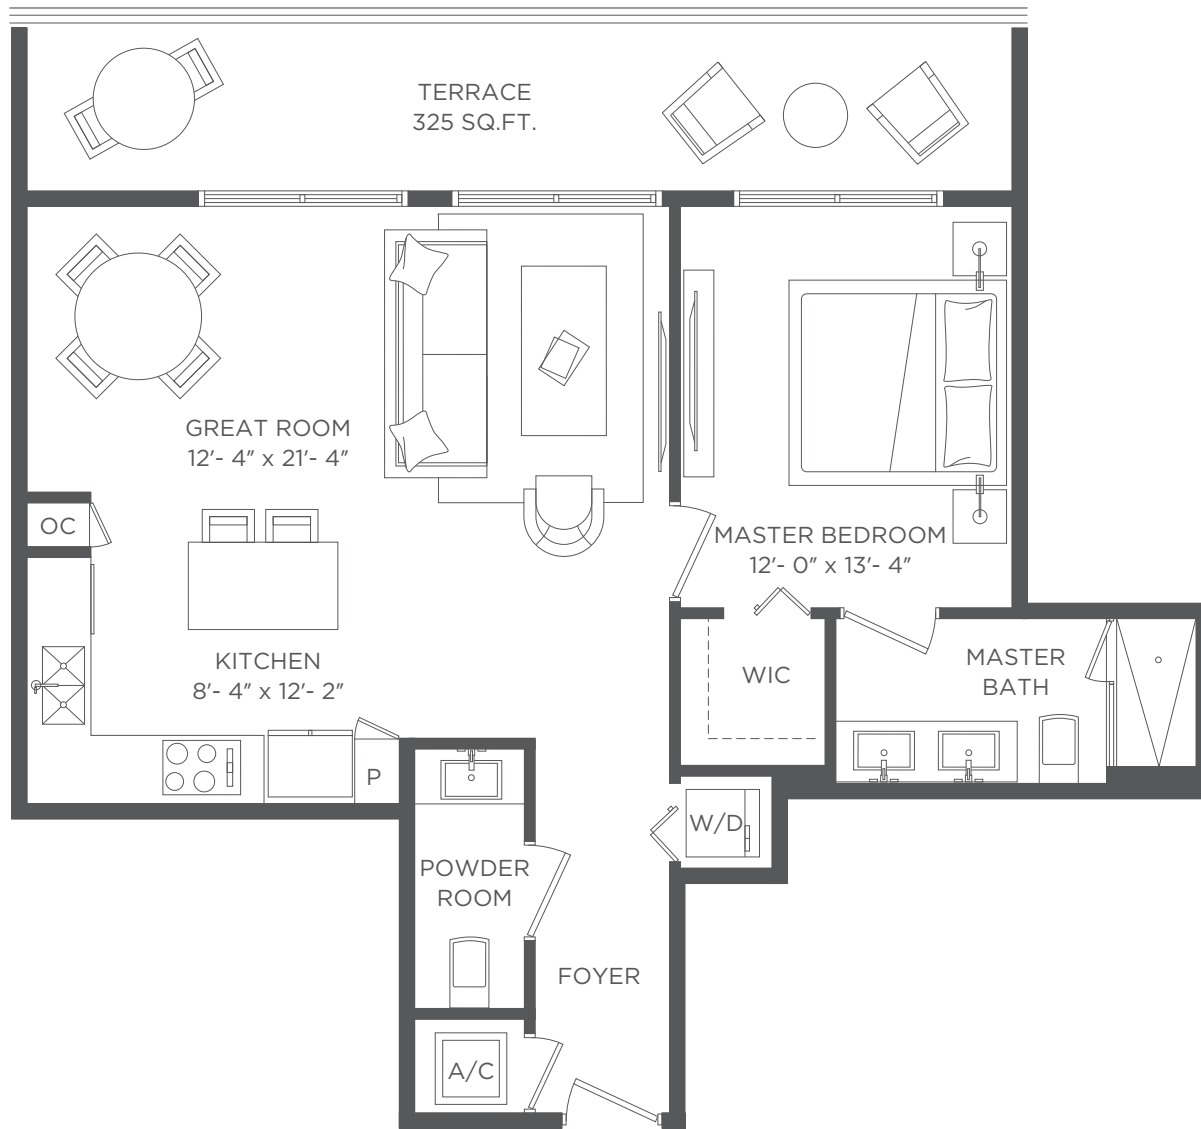 TERRACE
325 SQ.FT.
GREAT ROOM
12'- 4" x 21'- 4"
OC
MASTER BEDROOM
12'- 0" x 13'- 4"
KITCHEN
8'- 4" x 12'- 2"
WIC
MASTER
BATH
P
W/D
POWDER
ROOM
FOYER
A/C